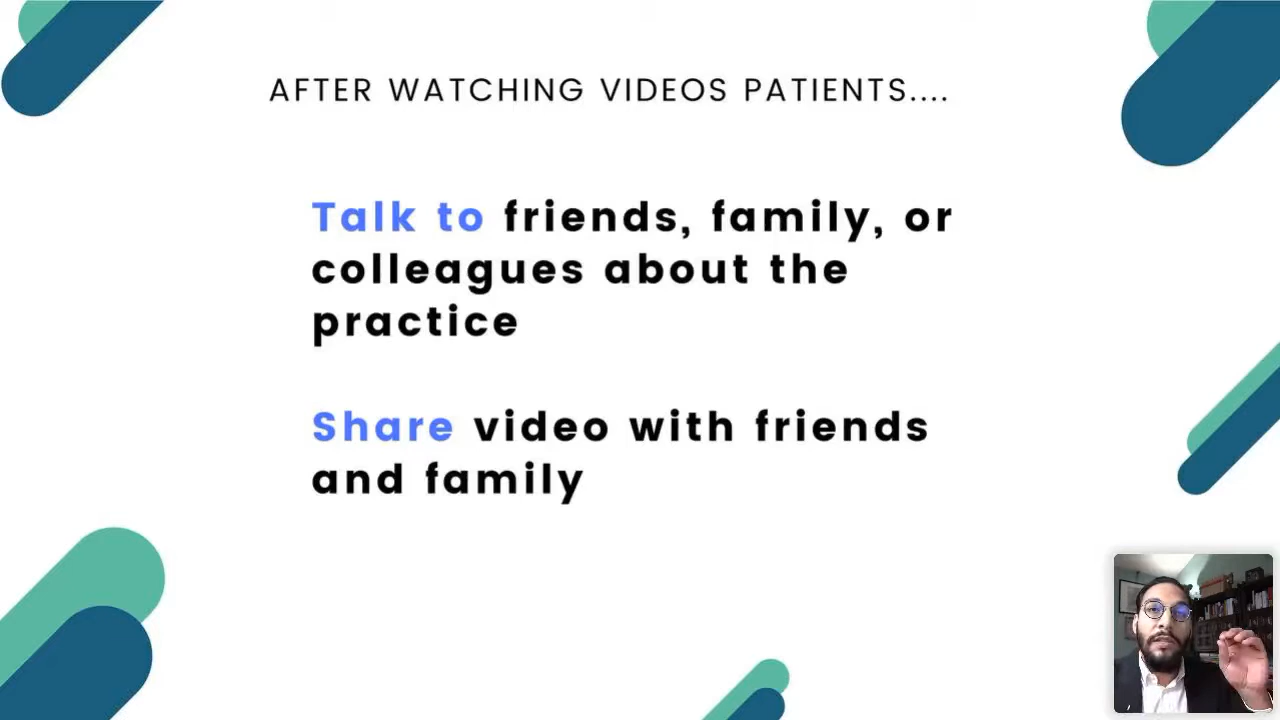 AFTER WATCHING VIDEOS PATIENTS....
Talk to friends, family, or
colleagues about the
practice
Share video with friends
and family